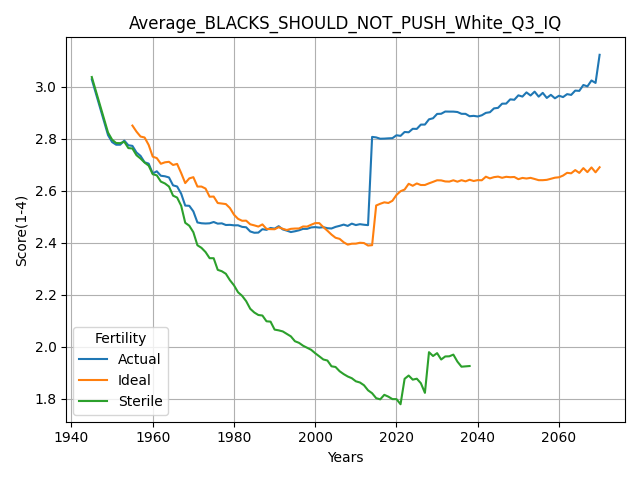 Average_BLACKS_SHOULD_NOT_PUSH_White_Q3_IQ
Score(1-4)
3.0
2.8
2.6
2.4
2.2
2.0
1.8
Fertility
Actual
Ideal
Sterile
1940
1960
1980
2000
2020
2040
2060
Years